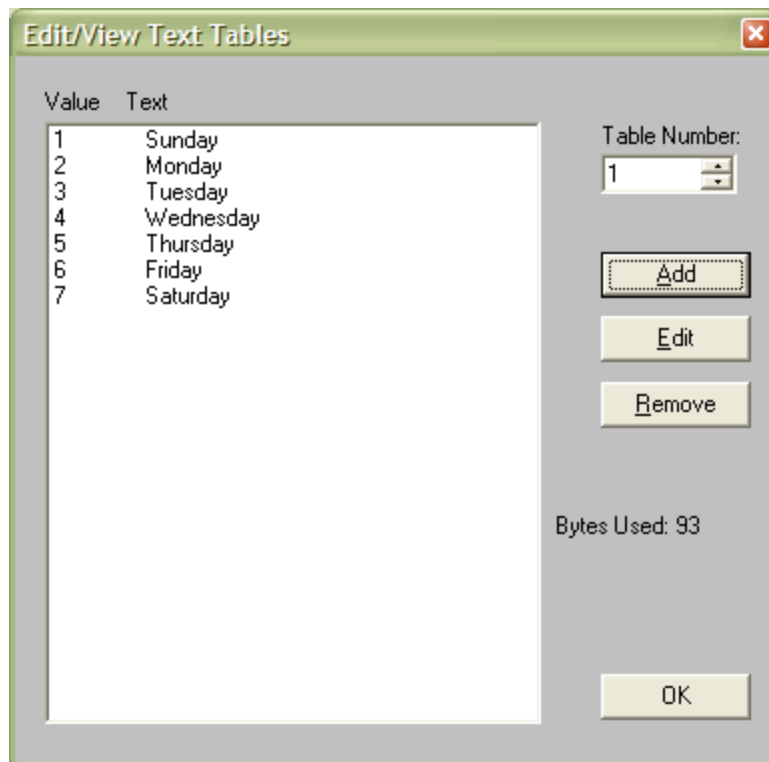 Edit/View Text Tables
Value Text
1 Sunday
2 Monday
3 Tuesday
4 Wednesday
5 Thursday
6 Friday
7 Saturday
Table Number:
1
Add
Edit
Remove
Bytes Used: 93
OK